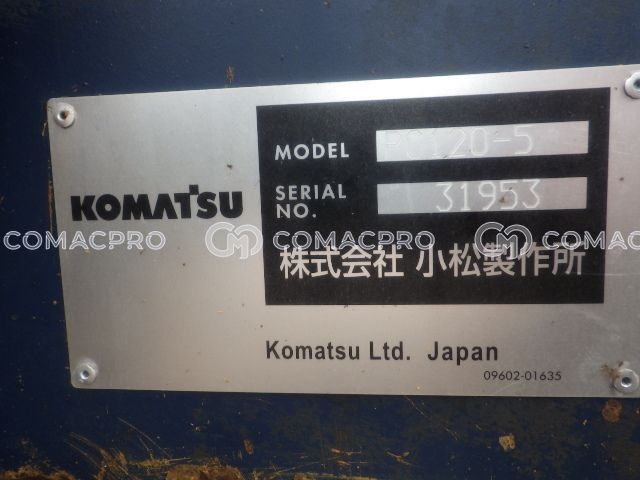 KOMATSU
MODEL PC120-5
SERIAL NO. 31953
株式会社 小松製作所
Komatsu Ltd. Japan
09602-01635
COMACPRO COMACPRO COMACPRO